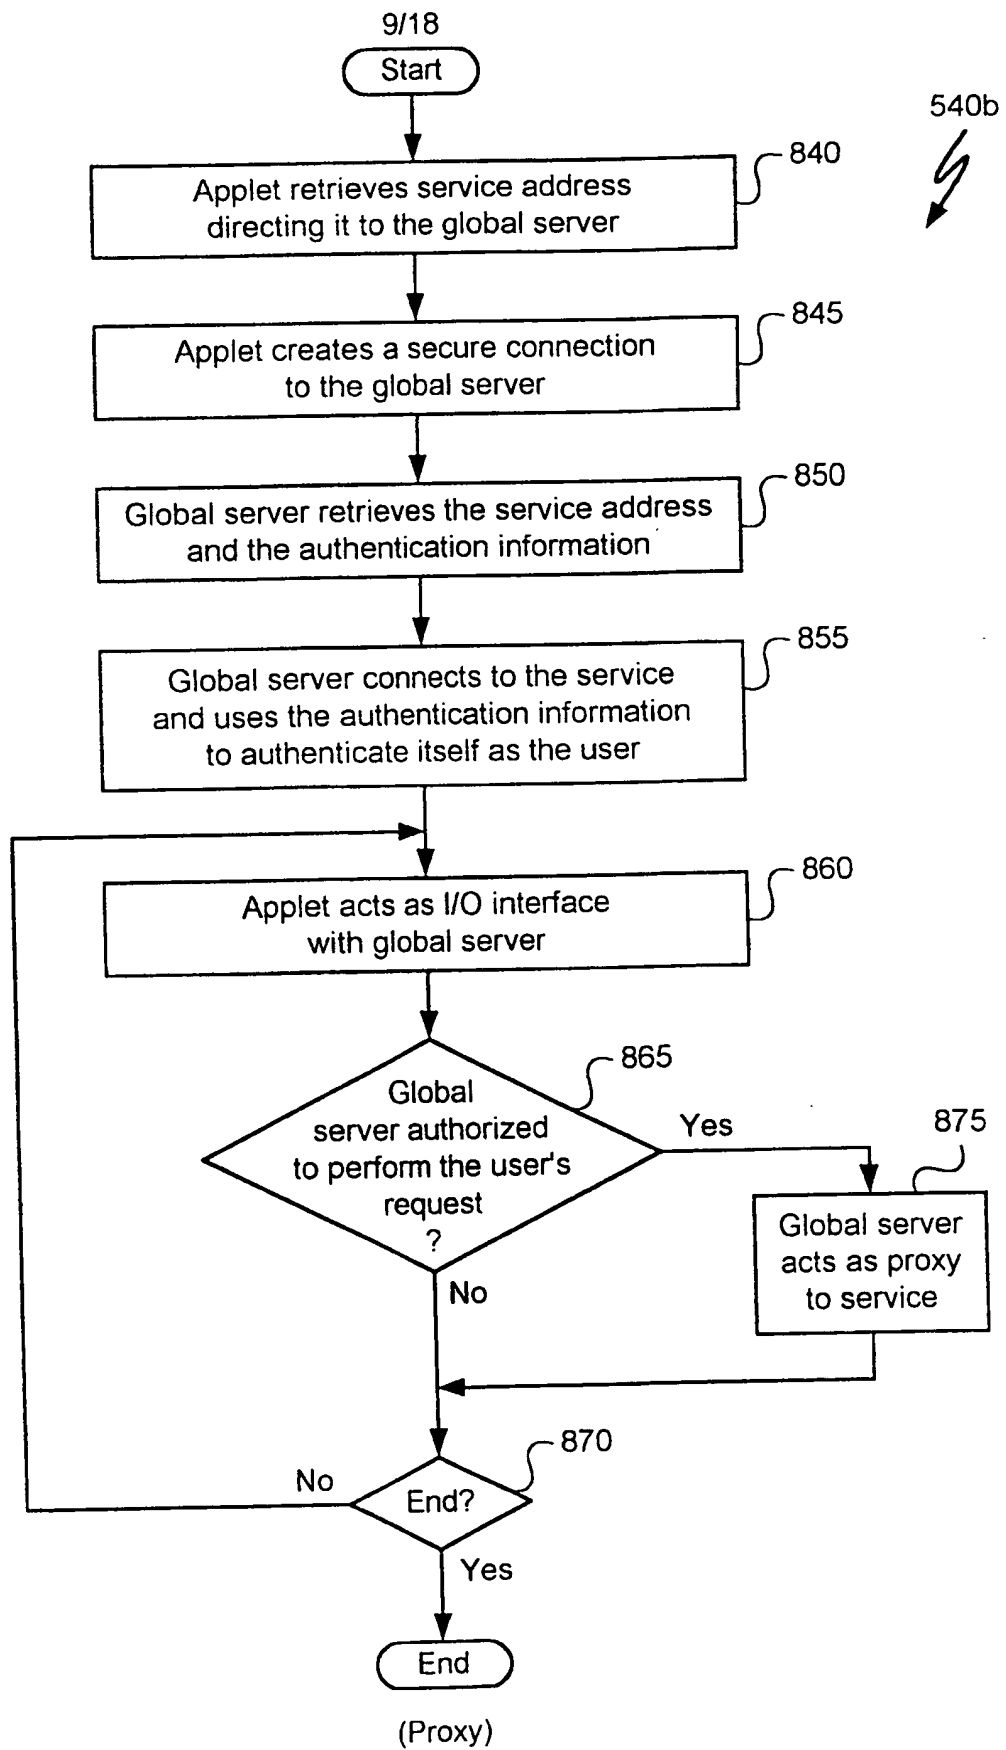 9/18
Start
540b
840
Applet retrieves service address
directing it to the global server
845
Applet creates a secure connection
to the global server
850
Global server retrieves the service address
and the authentication information
855
Global server connects to the service
and uses the authentication information
to authenticate itself as the user
860
Applet acts as I/O interface
with global server
865
Global
server authorized
to perform the user's
request
?
Yes
875
Global server
acts as proxy
to service
No
870
End?
No
Yes
End
(Proxy)